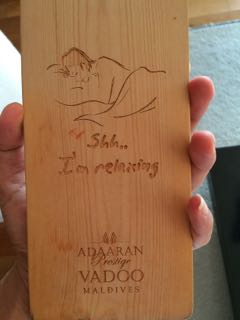 Shh..
I'm relaxing
ADAARAN
Prestige
VADOO
MALDIVES